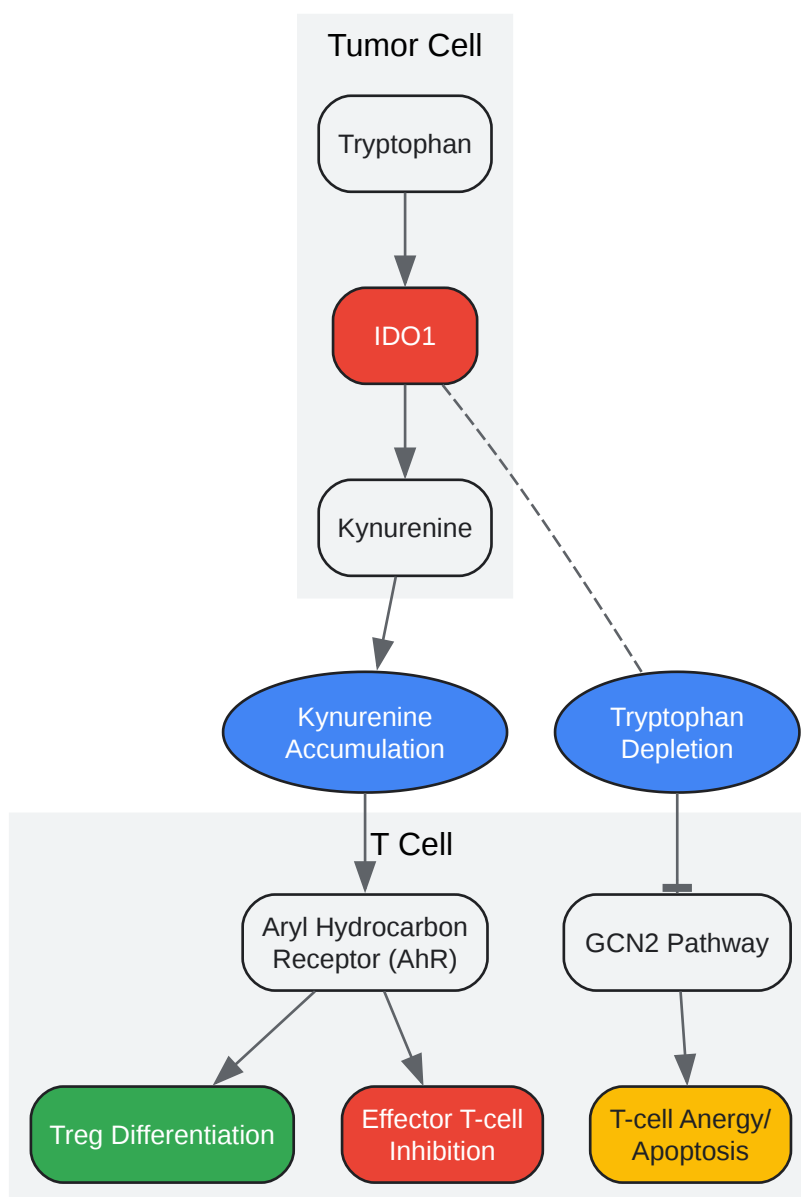 Tumor Cell
Tryptophan
IDO1
Kynurenine
Kynurenine
Accumulation
Tryptophan
Depletion
T Cell
Aryl Hydrocarbon
Receptor (AhR)
GCN2 Pathway
Treg Differentiation
Effector T-cell
Inhibition
T-cell Anergy/
Apoptosis